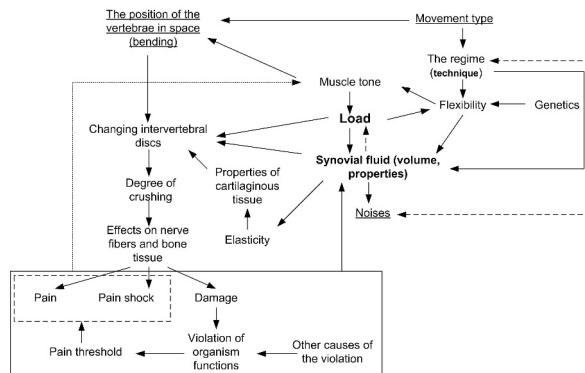 The position of the
vertebrae in space
(bending)
Movement type
The regime
(technique)
Muscle tone
Flexibility
Genetics
Load
Changing intervertebral
discs
Synovial fluid (volume,
properties)
Properties of
cartilaginous
tissue
Degree of
crushing
Noises
Elasticity
Effects on nerve
fibers and bone
tissue
Pain
Pain shock
Damage
Pain threshold
Violation of
organism
functions
Other causes of
the violation